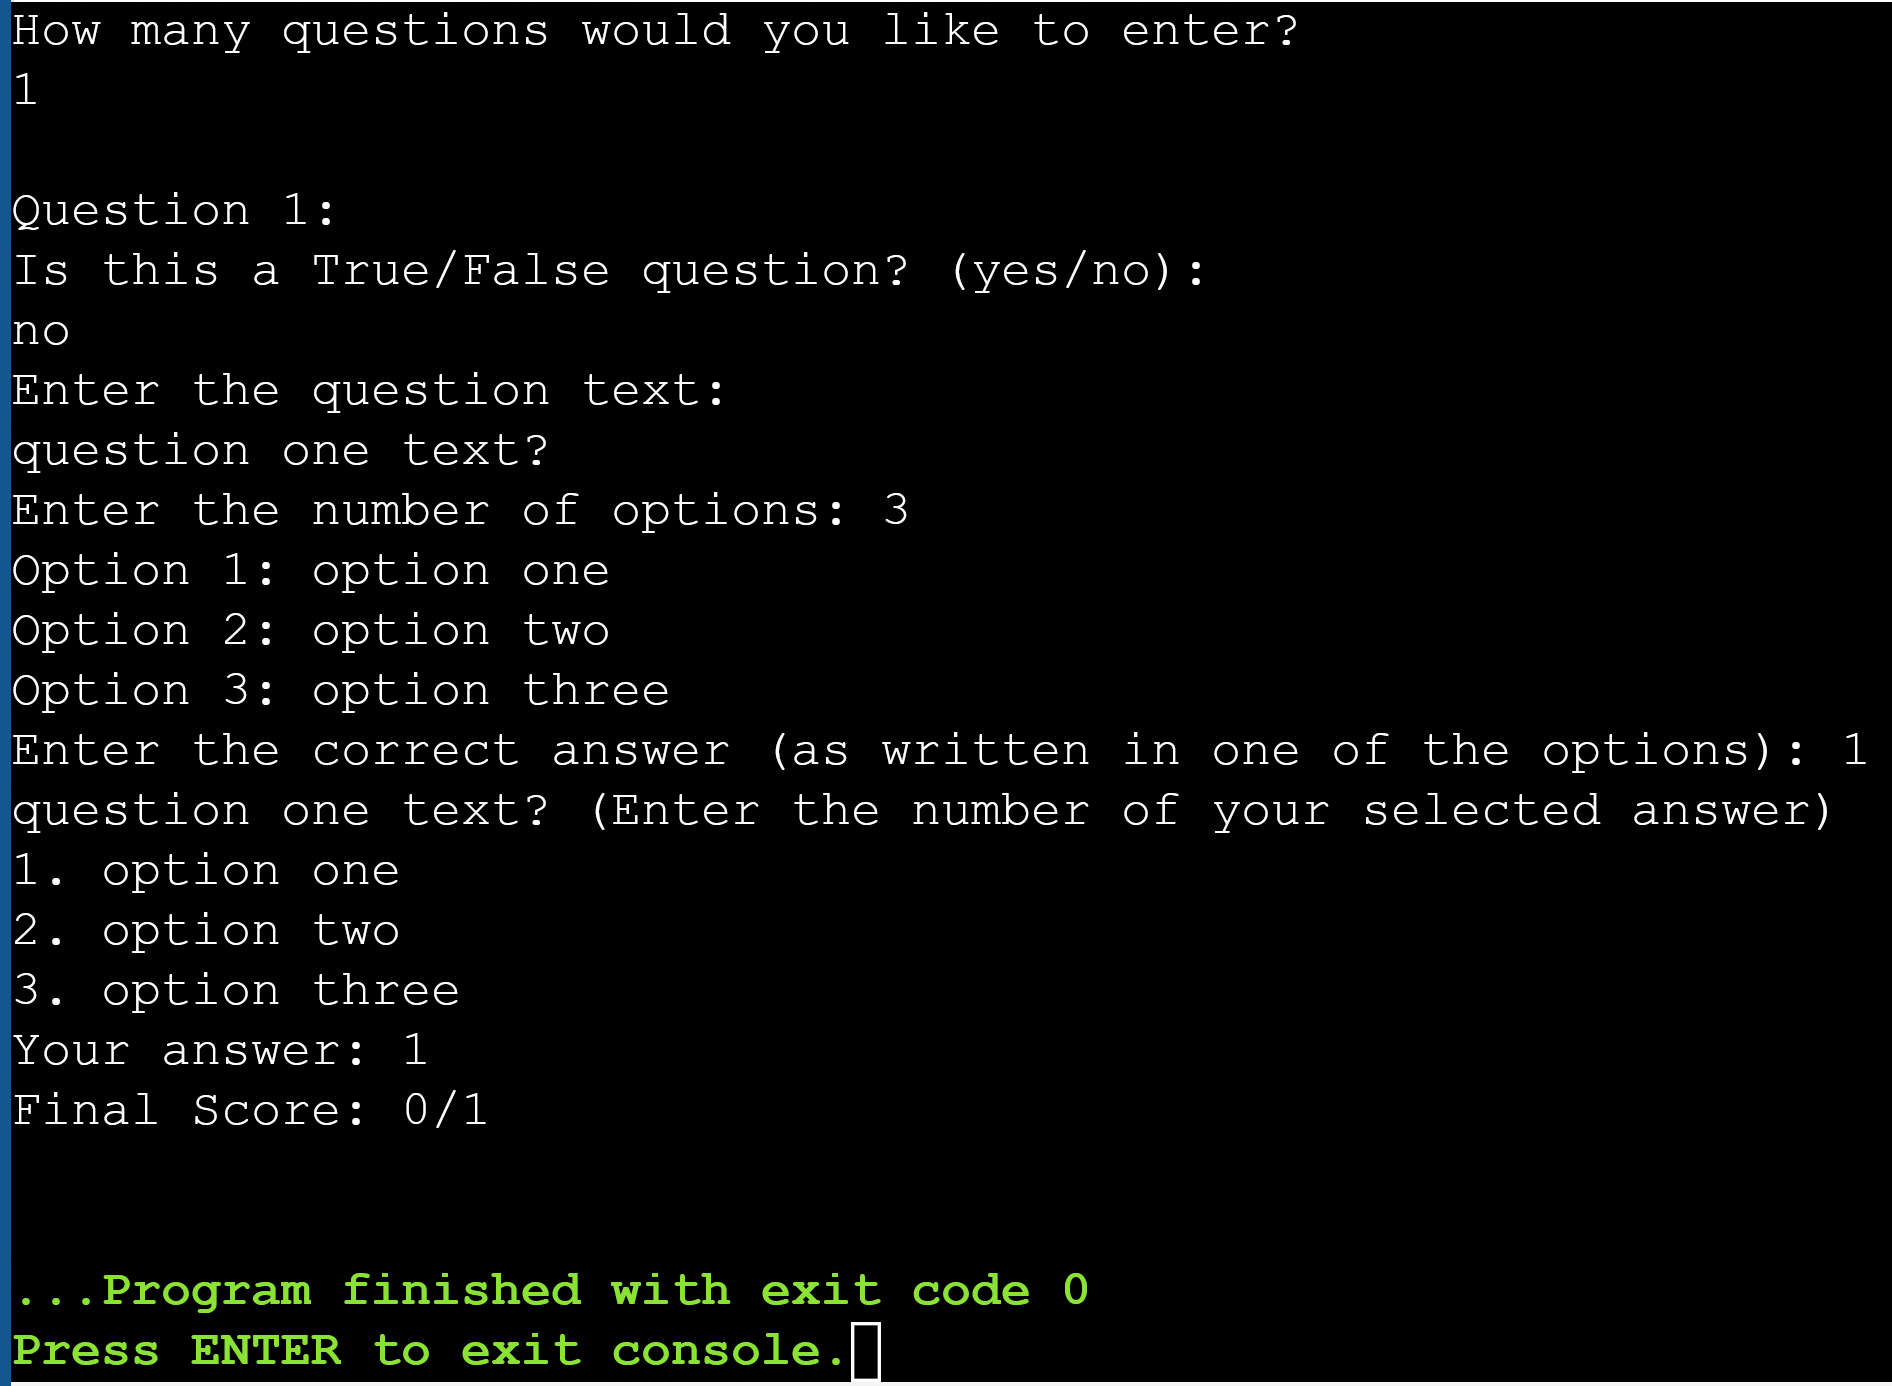 How many questions would you like to enter?
1
Question 1:
Is this a True/False question? (yes/no):
no
Enter the question text:
question one text?
Enter the number of options: 3
Option 1: option one
Option 2: option two
Option 3: option three
Enter the correct answer (as written in one of the options): 1
question one text? (Enter the number of your selected answer)
1. option one
2. option two
3. option three
Your answer: 1
Final Score: 0/1
...Program finished with exit code 0
Press ENTER to exit console.